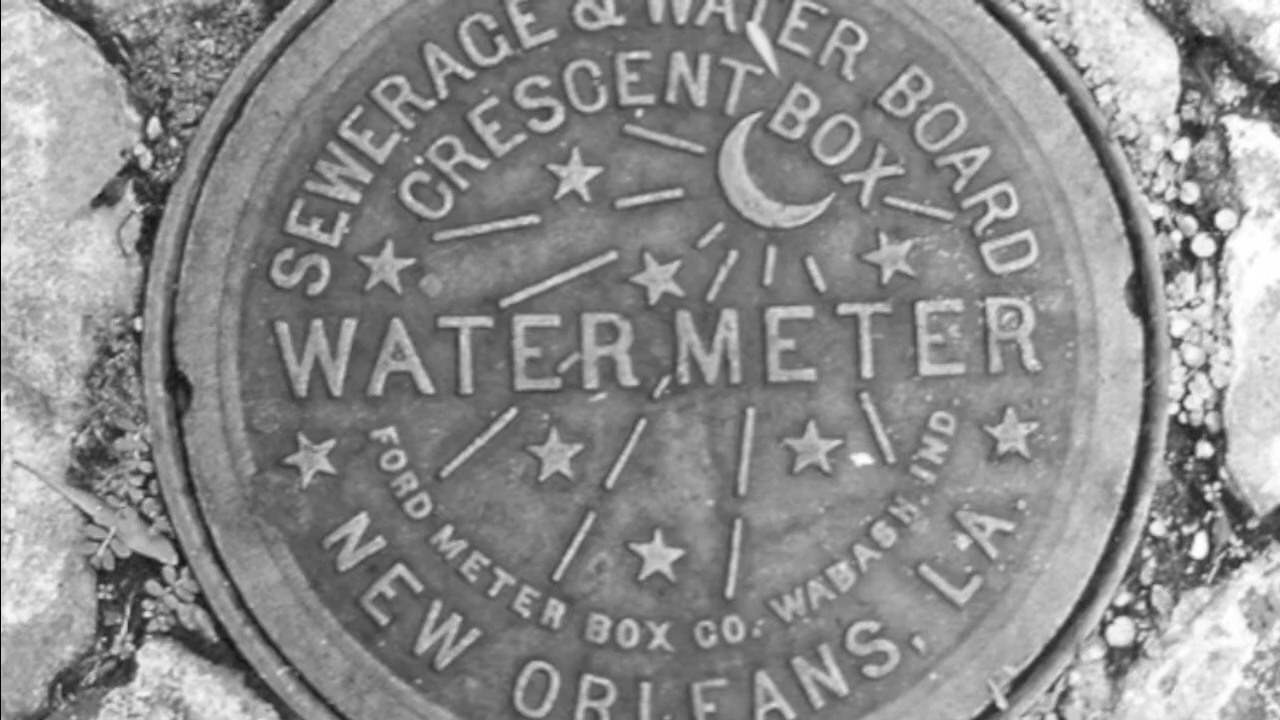 SEWERAGE & WATER BOARD
CRESCENT BOX
WATER METER
FORD METER BOX CO. WABASH, IND
NEW ORLEANS, LA.